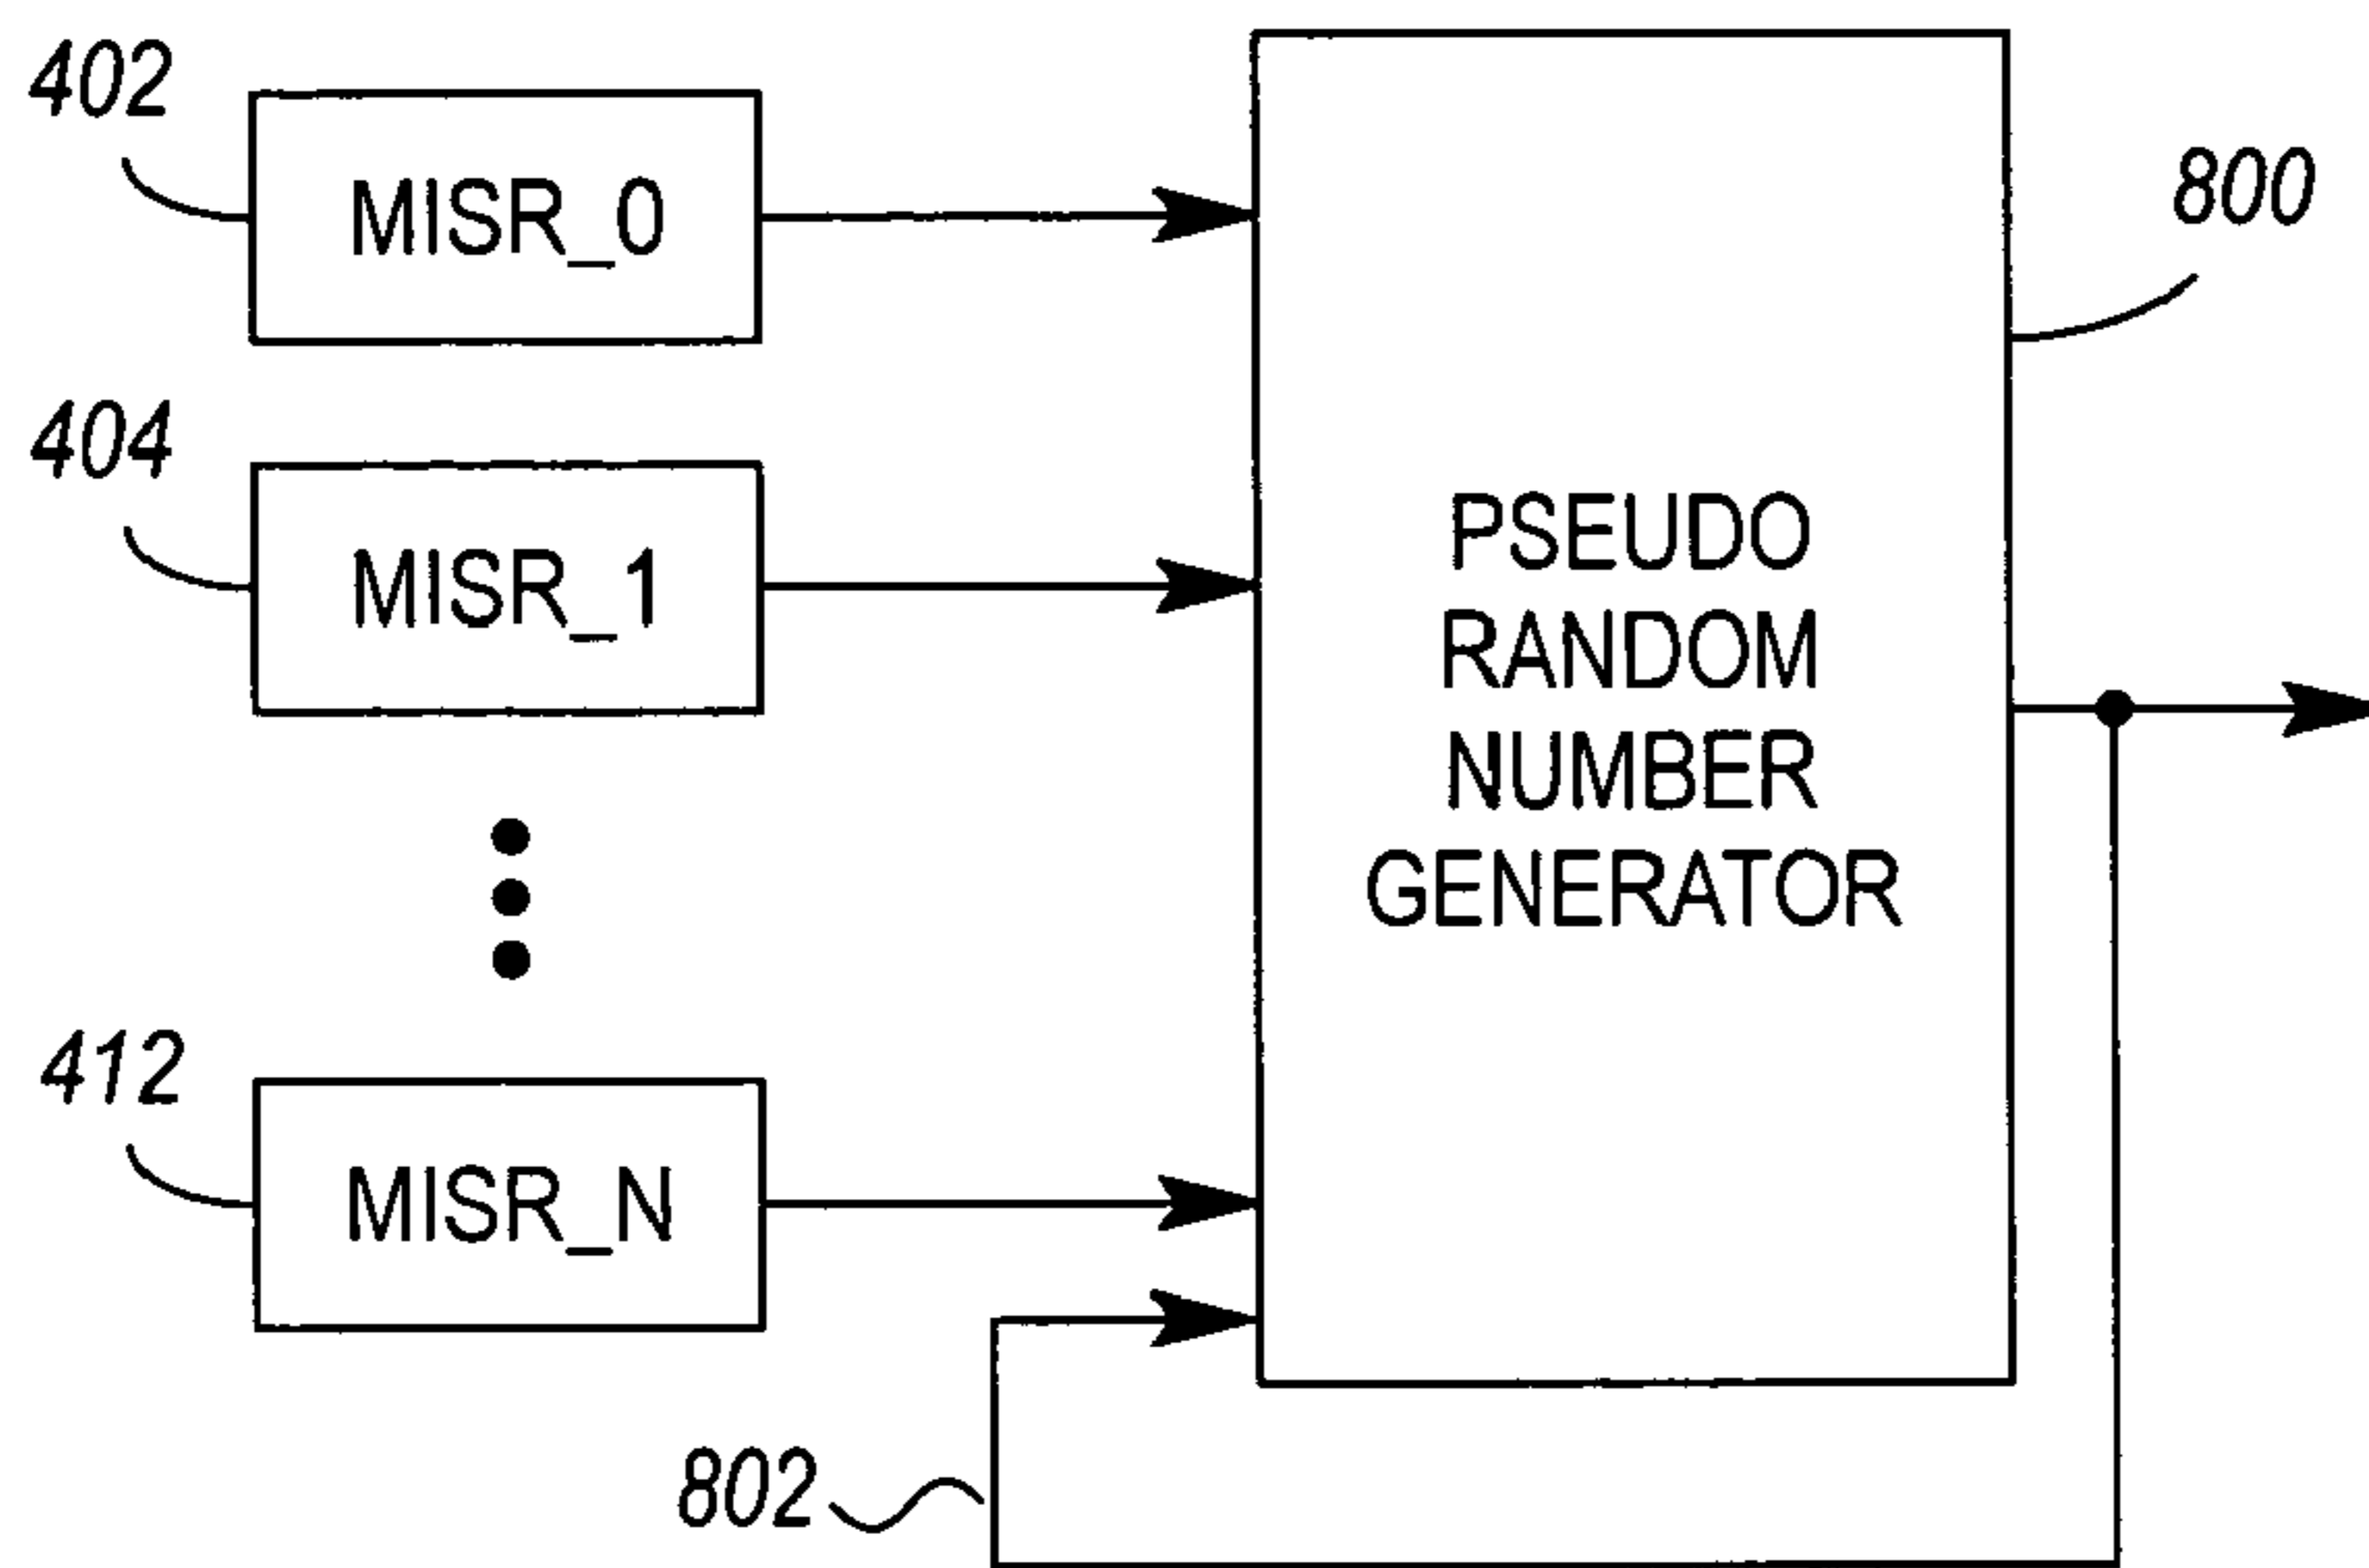 402
MISR_0
800
404
MISR_1
PSEUDO
RANDOM
NUMBER
GENERATOR
412
MISR_N
802